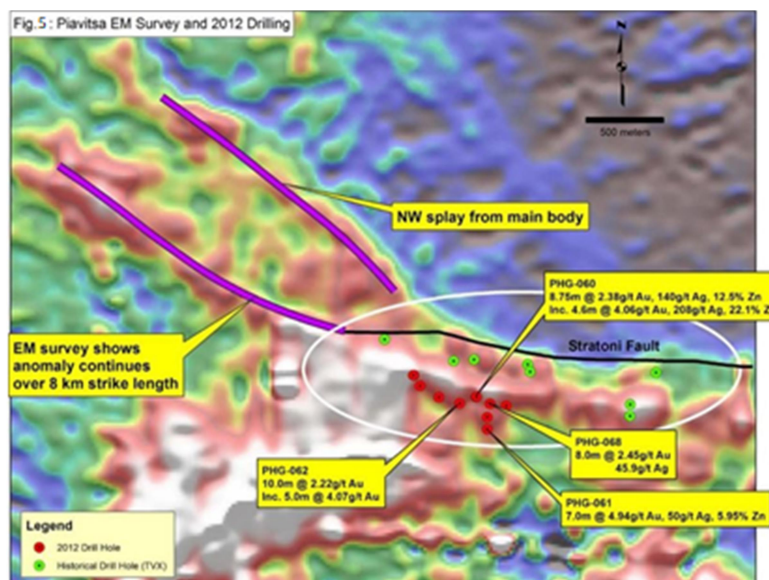 Fig.5 : Piavitsa EM Survey and 2012 Drilling
N
500 meters
NW splay from main body
PHG-060
8.75m @ 2.38g/t Au, 140g/t Ag, 12.5% Zn
Inc. 4.6m @ 4.06g/t Au, 208g/t Ag, 22.1% Z
EM survey shows
anomaly continues
over 8 km strike length
Stratoni Fault
PHG-062
10.0m @ 2.22g/t Au
Inc. 5.0m @ 4.07g/t Au
PHG-068
8.0m @ 2.45g/t Au
45.9g/t Ag
PHG-061
7.0m @ 4.94g/t Au, 50g/t Ag, 5.95% Zn
Legend
2012 Drill Hole
Historical Drill Hole (TVX)